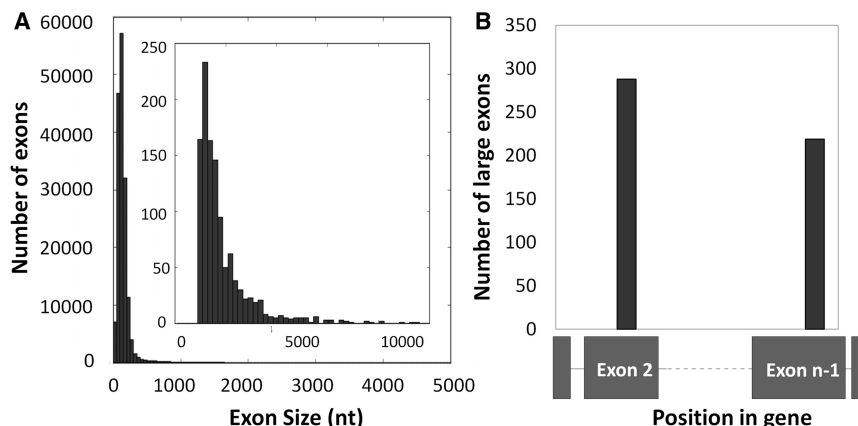 A
Number of exons
60000
50000
40000
30000
20000
10000
0
0 1000 2000 3000 4000 5000
Exon Size (nt)
250
200
150
100
50
0
0 5000 10000
B
Number of large exons
350
300
250
200
150
100
50
0
Exon 2 Exon n-1
Position in gene